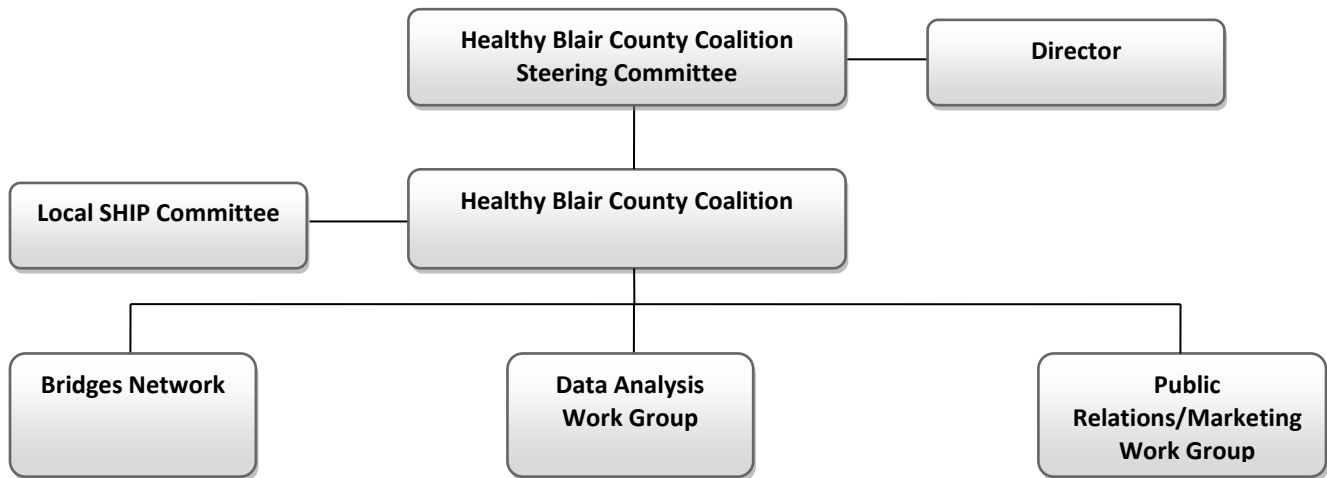 Healthy Blair County Coalition
Steering Committee
Director
Local SHIP Committee
Healthy Blair County Coalition
Bridges Network
Data Analysis
Work Group
Public
Relations/Marketing
Work Group